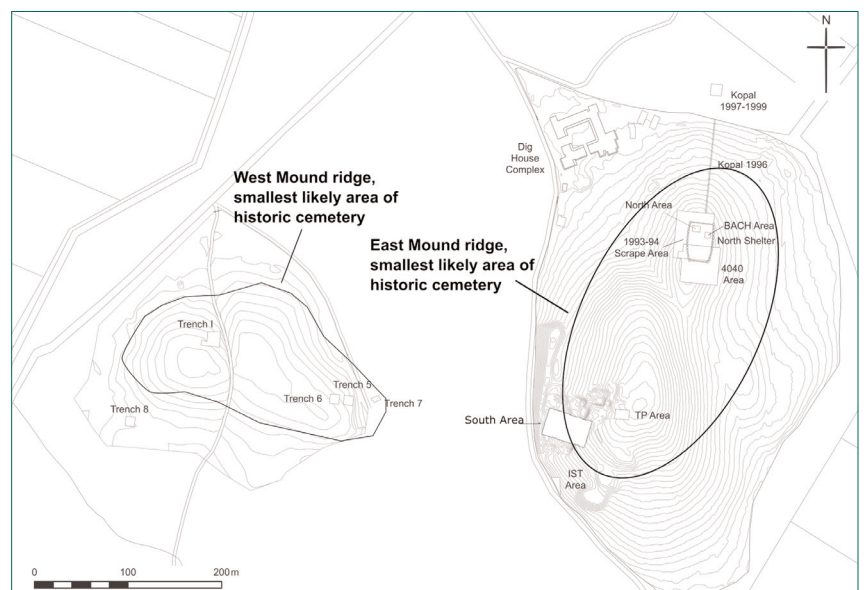 N
Kopal
1997-1999
Dig
House
Complex
Kopal 1996
West Mound ridge,
smallest likely area of
historic cemetery
North Area
BACH Area
North Shelter
1993-94
Scrape Area
4040
Area
East Mound ridge,
smallest likely area of
historic cemetery
Trench I
Trench 5
Trench 6
Trench 7
Trench 8
TP Area
South Area
IST
Area
0
100
200 m